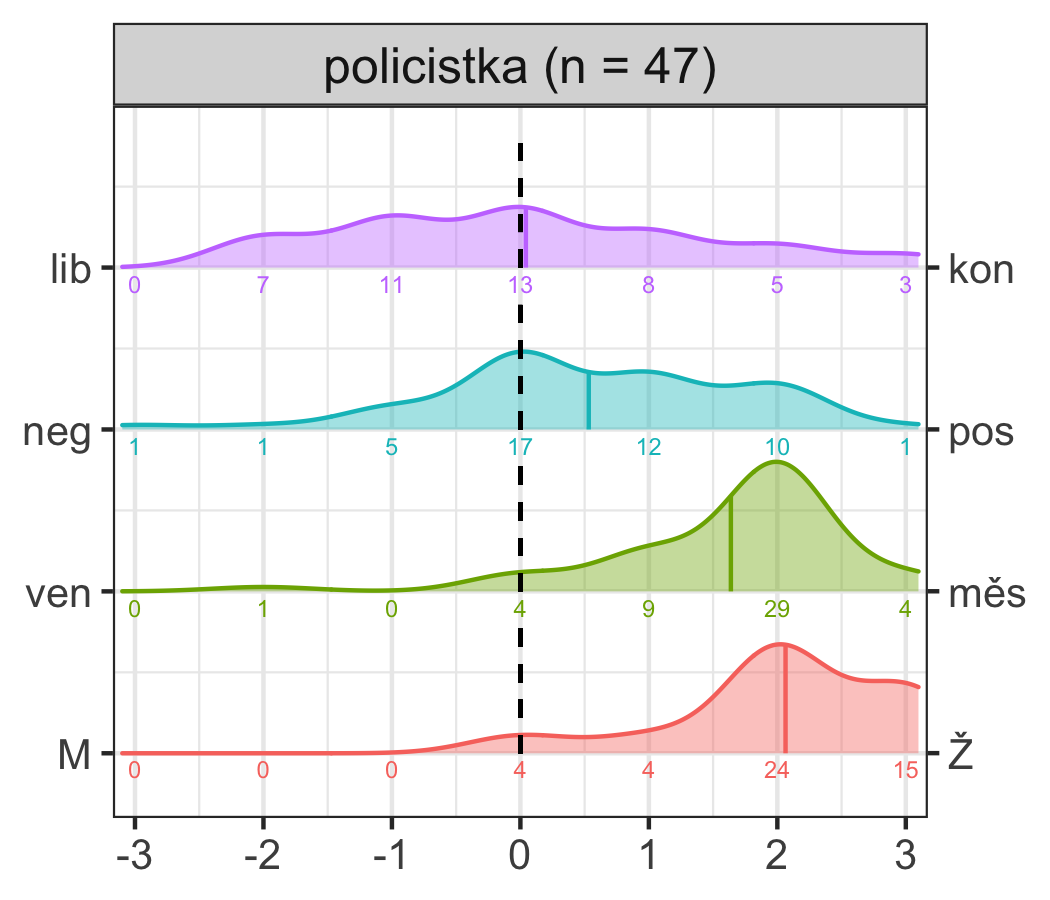 policistka (n = 47)
lib kon
0 7 11 13 8 5 3
neg pos
1 1 5 17 12 10 1
ven měs
0 1 0 4 9 29 4
M Ž
0 0 0 4 4 24 15
-3 -2 -1 0 1 2 3